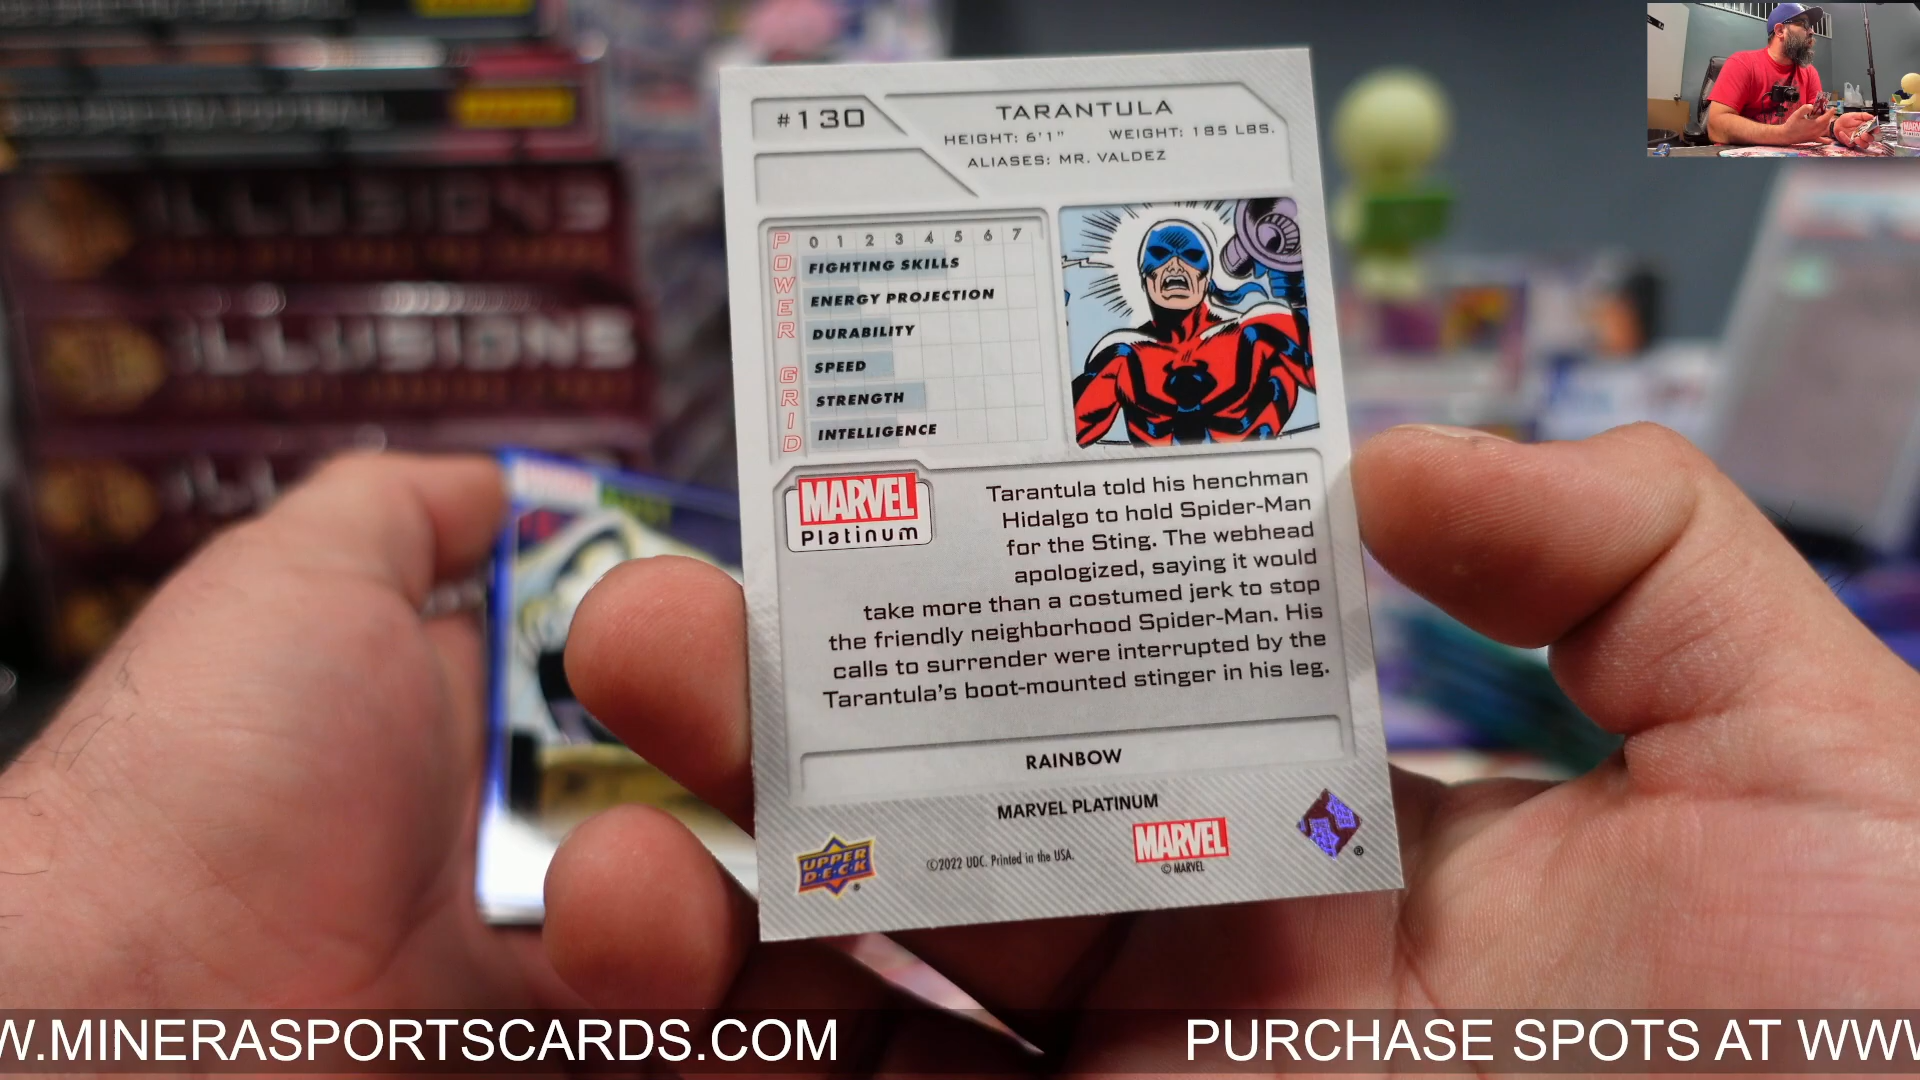 ILLUSIONS
ILLUSIONS
#130
TARANTULA
HEIGHT: 6'1" WEIGHT: 185 LBS.
ALIASES: MR. VALDEZ
POWER GRID
0 1 2 3 4 5 6 7
FIGHTING SKILLS
ENERGY PROJECTION
DURABILITY
SPEED
STRENGTH
INTELLIGENCE
MARVEL
Platinum
Tarantula told his henchman
Hidalgo to hold Spider-Man
for the Sting. The webhead
apologized, saying it would
take more than a costumed jerk to stop
the friendly neighborhood Spider-Man. His
calls to surrender were interrupted by the
Tarantula's boot-mounted stinger in his leg.
RAINBOW
MARVEL PLATINUM
UPPER
D·E·C·K
©2022 UDC. Printed in the USA.
MARVEL
© MARVEL
W.MINERASPORTSCARDS.COM PURCHASE SPOTS AT WWW